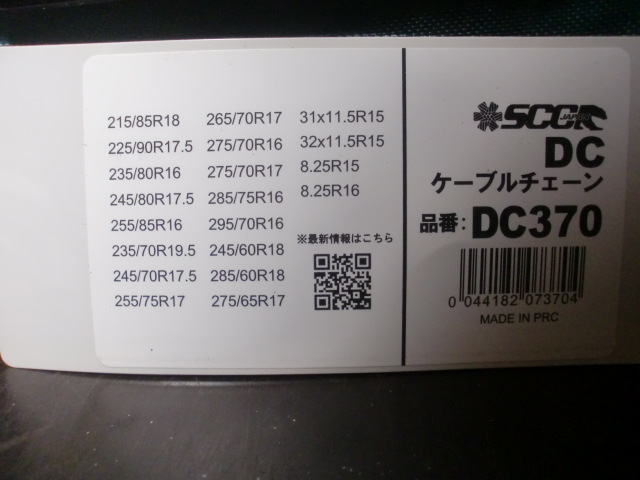 215/85R18
225/90R17.5
235/80R16
245/80R17.5
255/85R16
235/70R19.5
245/70R17.5
255/75R17
265/70R17
275/70R16
275/70R17
285/75R16
295/70R16
245/60R18
285/60R18
275/65R17
31x11.5R15
32x11.5R15
8.25R15
8.25R16
※最新情報はこちら
SCC JAPAN
DC
ケーブルチェーン
品番: DC370
0 044182 073704
MADE IN PRC